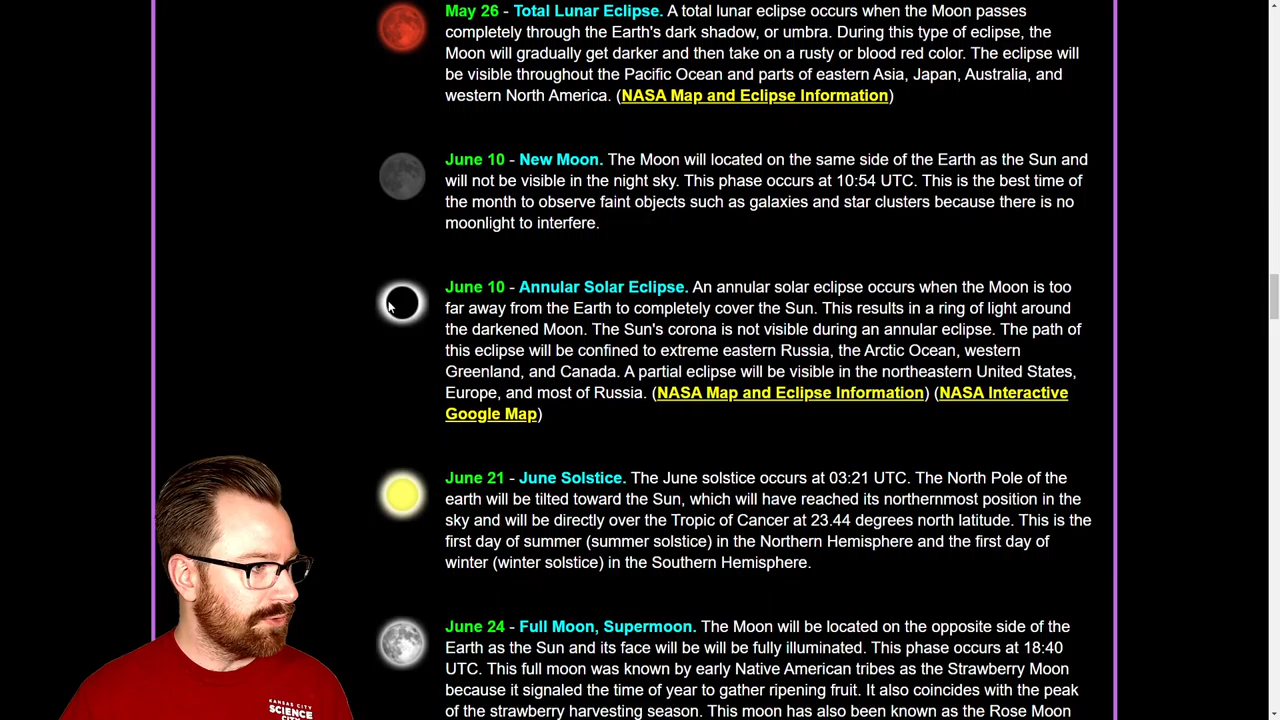 May 26 - Total Lunar Eclipse. A total lunar eclipse occurs when the Moon passes
completely through the Earth's dark shadow, or umbra. During this type of eclipse, the
Moon will gradually get darker and then take on a rusty or blood red color. The eclipse will
be visible throughout the Pacific Ocean and parts of eastern Asia, Japan, Australia, and
western North America. (NASA Map and Eclipse Information)
June 10 - New Moon. The Moon will located on the same side of the Earth as the Sun and
will not be visible in the night sky. This phase occurs at 10:54 UTC. This is the best time of
the month to observe faint objects such as galaxies and star clusters because there is no
moonlight to interfere.
June 10 - Annular Solar Eclipse. An annular solar eclipse occurs when the Moon is too
far away from the Earth to completely cover the Sun. This results in a ring of light around
the darkened Moon. The Sun's corona is not visible during an annular eclipse. The path of
this eclipse will be confined to extreme eastern Russia, the Arctic Ocean, western
Greenland, and Canada. A partial eclipse will be visible in the northeastern United States,
Europe, and most of Russia. (NASA Map and Eclipse Information) (NASA Interactive
Google Map)
June 21 - June Solstice. The June solstice occurs at 03:21 UTC. The North Pole of the
earth will be tilted toward the Sun, which will have reached its northernmost position in the
sky and will be directly over the Tropic of Cancer at 23.44 degrees north latitude. This is the
first day of summer (summer solstice) in the Northern Hemisphere and the first day of
winter (winter solstice) in the Southern Hemisphere.
June 24 - Full Moon, Supermoon. The Moon will be located on the opposite side of the
Earth as the Sun and its face will be will be fully illuminated. This phase occurs at 18:40
UTC. This full moon was known by early Native American tribes as the Strawberry Moon
because it signaled the time of year to gather ripening fruit. It also coincides with the peak
of the strawberry harvesting season. This moon has also been known as the Rose Moon
KANSAS CITY
SCIENCE